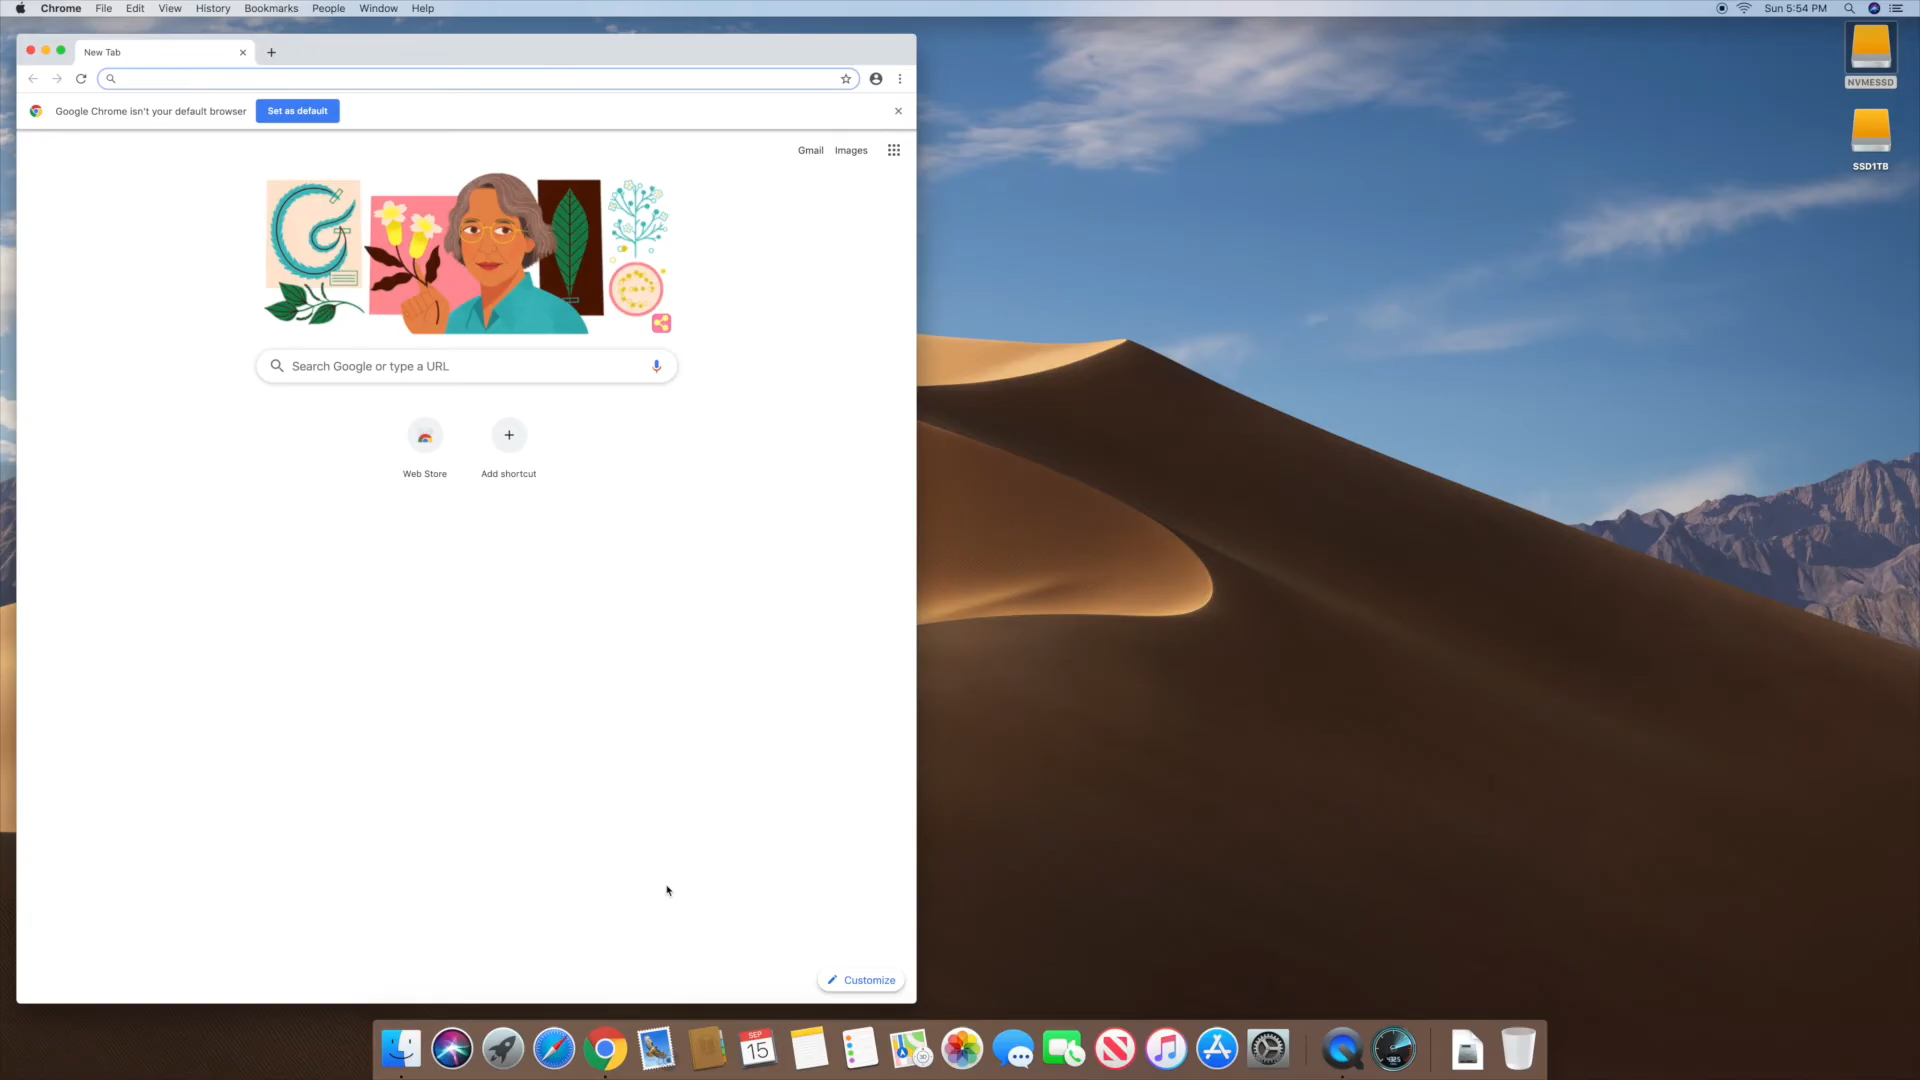 Chrome File Edit View History Bookmarks People Window Help
Sun 5:54 PM
New Tab
Google Chrome isn't your default browser Set as default
Gmail Images
Search Google or type a URL
Web Store Add shortcut
Customize
NVMESSD
SSD1TB
SEP
15
3D